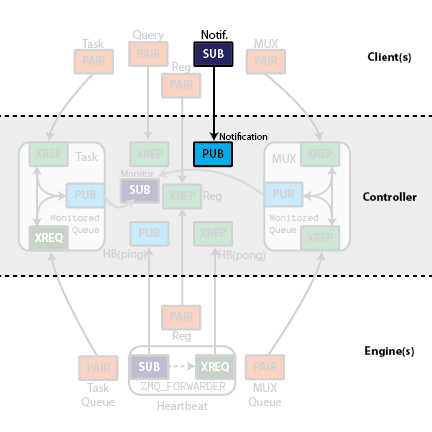 Task
Query
Notif.
MUX
PAIR
PAIR
SUB
PAIR
Reg
PAIR
Client(s)
Notification
XREP
Task
XREP
PUB
MUX
XREP
Monitor
PUB
SUB
XREP
Reg
PUB
Controller
Monitored
Queue
Monitored
Queue
XREQ
PUB
XREP
XREP
HB(ping)
HB(pong)
PAIR
Reg
Engine(s)
PAIR
SUB
XREQ
PAIR
ZMQ_FORWARDER
Task
Queue
MUX
Queue
Heartbeat